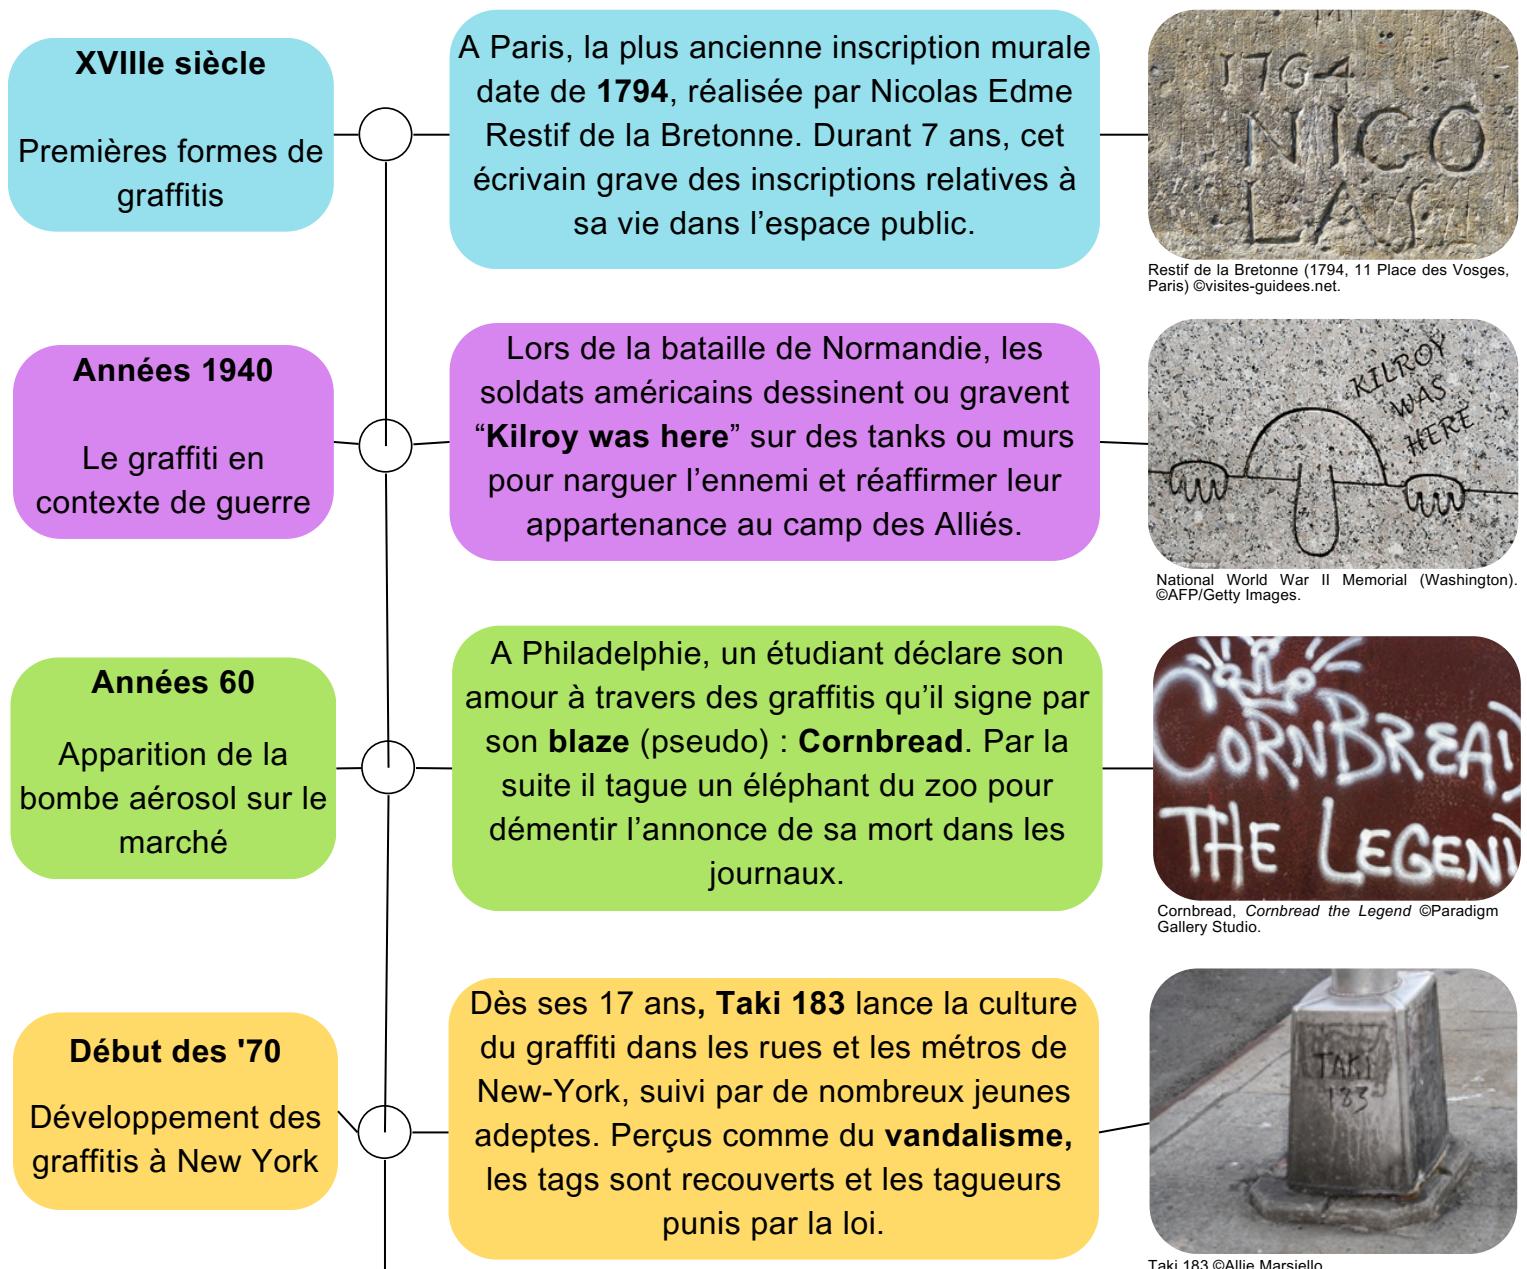 XVIIIe siècle
Premières formes de
graffitis
A Paris, la plus ancienne inscription murale
date de 1794, réalisée par Nicolas Edme
Restif de la Bretonne. Durant 7 ans, cet
écrivain grave des inscriptions relatives à
sa vie dans l’espace public.
1764
NICO
LAS
Restif de la Bretonne (1794, 11 Place des Vosges,
Paris) ©visites-guidees.net.
Années 1940
Le graffiti en
contexte de guerre
Lors de la bataille de Normandie, les
soldats américains dessinent ou gravent
“Kilroy was here” sur des tanks ou murs
pour narguer l’ennemi et réaffirmer leur
appartenance au camp des Alliés.
KILROY
WAS
HERE
National World War II Memorial (Washington).
©AFP/Getty Images.
Années 60
Apparition de la
bombe aérosol sur le
marché
A Philadelphie, un étudiant déclare son
amour à travers des graffitis qu’il signe par
son blaze (pseudo) : Cornbread. Par la
suite il tague un éléphant du zoo pour
démentir l’annonce de sa mort dans les
journaux.
CORNBREAD
THE LEGEND
Cornbread, Cornbread the Legend ©Paradigm
Gallery Studio.
Début des '70
Développement des
graffitis à New York
Dès ses 17 ans, Taki 183 lance la culture
du graffiti dans les rues et les métros de
New-York, suivi par de nombreux jeunes
adeptes. Perçus comme du vandalisme,
les tags sont recouverts et les tagueurs
punis par la loi.
TAKI
183
Taki 183 ©Allie Marsiello